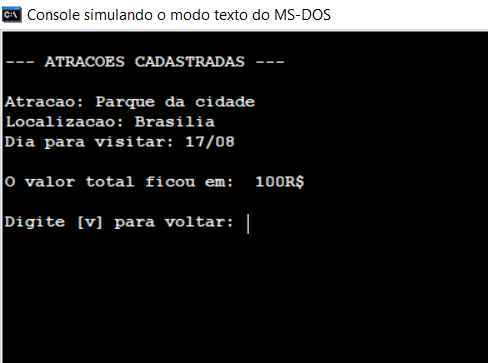 Console simulando o modo texto do MS-DOS
--- ATRACOES CADASTRADAS ---
Atracao: Parque da cidade
Localizacao: Brasilia
Dia para visitar: 17/08
O valor total ficou em:  100R$
Digite [v] para voltar: